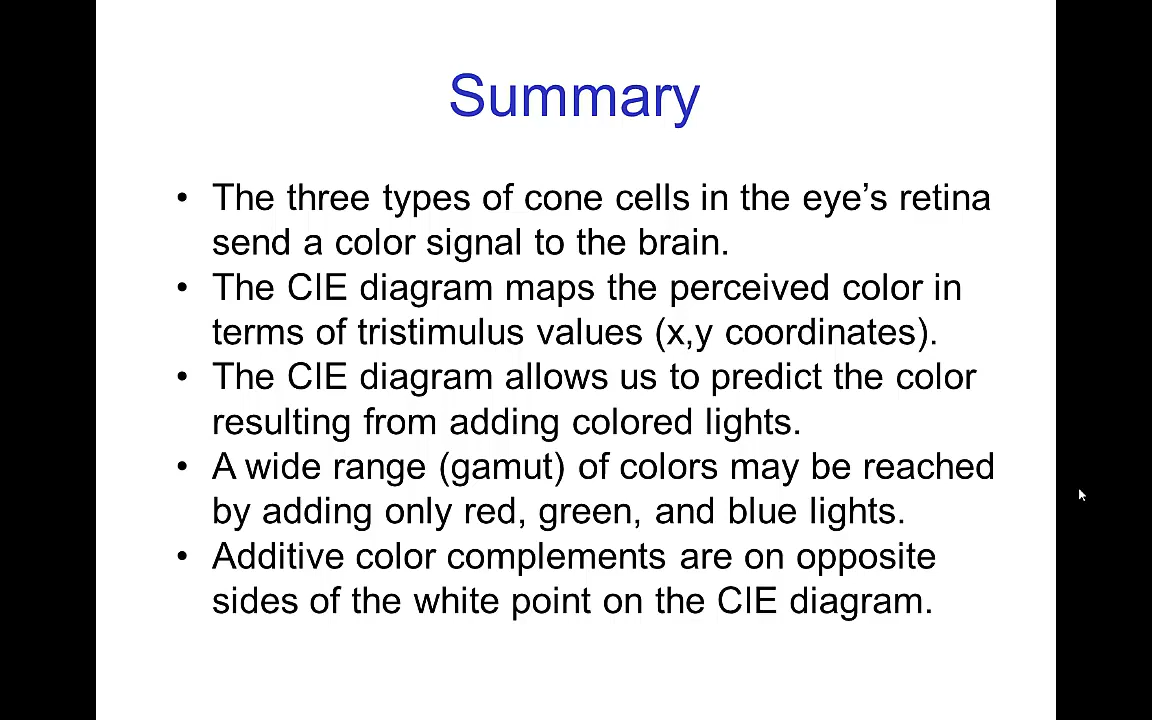 Summary
• The three types of cone cells in the eye’s retina
send a color signal to the brain.
• The CIE diagram maps the perceived color in
terms of tristimulus values (x,y coordinates).
• The CIE diagram allows us to predict the color
resulting from adding colored lights.
• A wide range (gamut) of colors may be reached
by adding only red, green, and blue lights.
• Additive color complements are on opposite
sides of the white point on the CIE diagram.